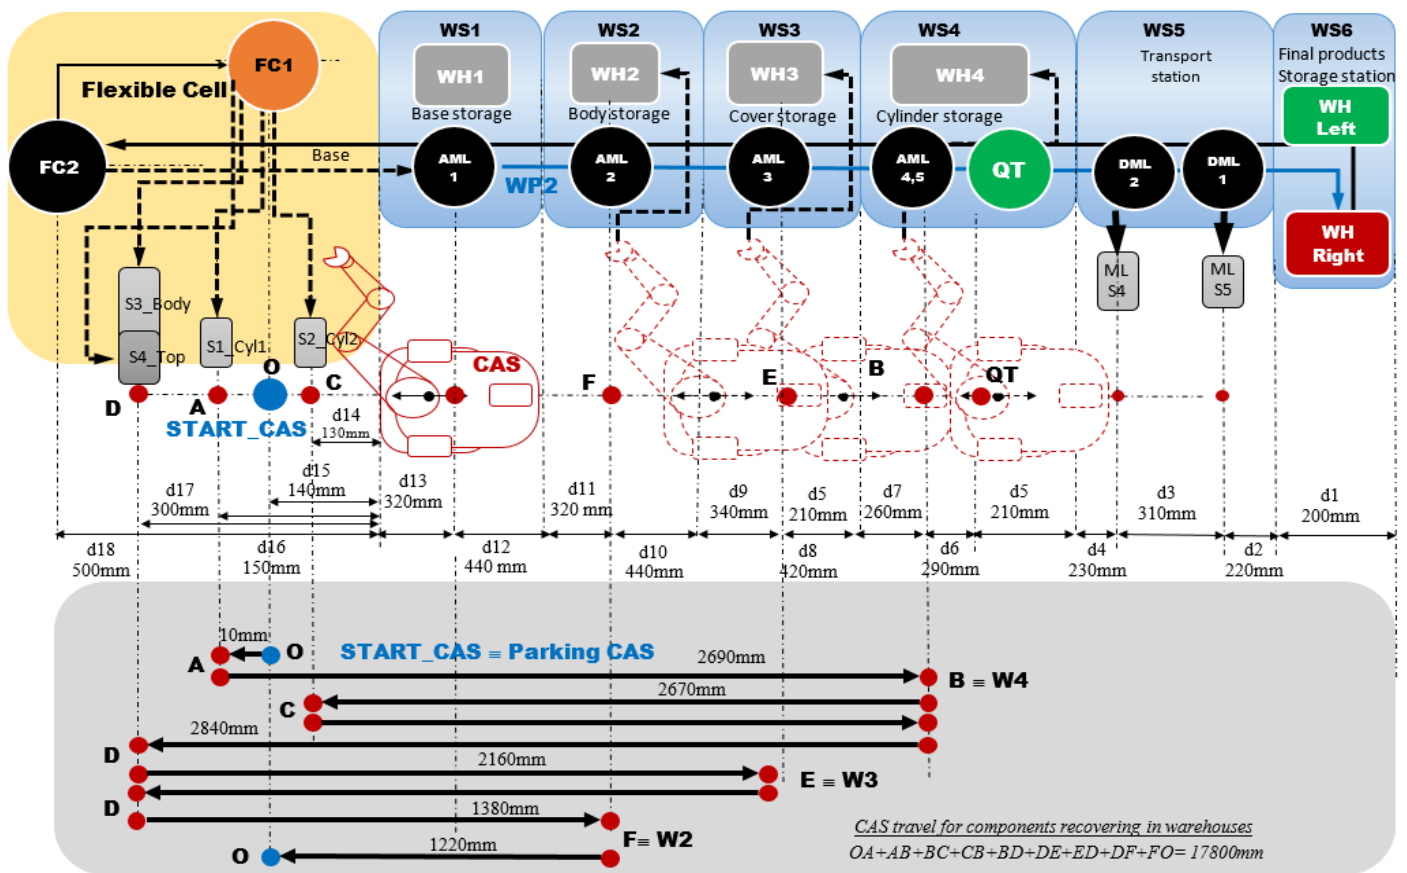 WS1
WS2
WS3
WS4
WS5
WS6
FC1
Flexible Cell
FC2
WH1
WH2
WH3
WH4
Transport
station
Final products
Storage station
WH
Left
Base storage
Body storage
Cover storage
Cylinder storage
Base
AML
1
WP2
AML
2
AML
3
AML
4,5
QT
DML
2
DML
1
WH
Right
ML
S4
ML
S5
S3_Body
S4_Top
S1_Cyl1
S2_Cyl2
O
CAS
D
A
C
F
E
B
QT
START_CAS
d14
130mm
d15
140mm
d17
300mm
d13
320mm
d11
320 mm
d9
340mm
d5
210mm
d7
260mm
d5
210mm
d3
310mm
d1
200mm
d18
500mm
d16
150mm
d12
440 mm
d10
440mm
d8
420mm
d6
290mm
d4
230mm
d2
220mm
10mm
A
O
START_CAS ≡ Parking CAS
2690mm
B ≡ W4
2670mm
C
2840mm
D
2160mm
E ≡ W3
D
1380mm
F≡ W2
1220mm
O
CAS travel for components recovering in warehouses
OA+AB+BC+CB+BD+DE+ED+DF+FO= 17800mm